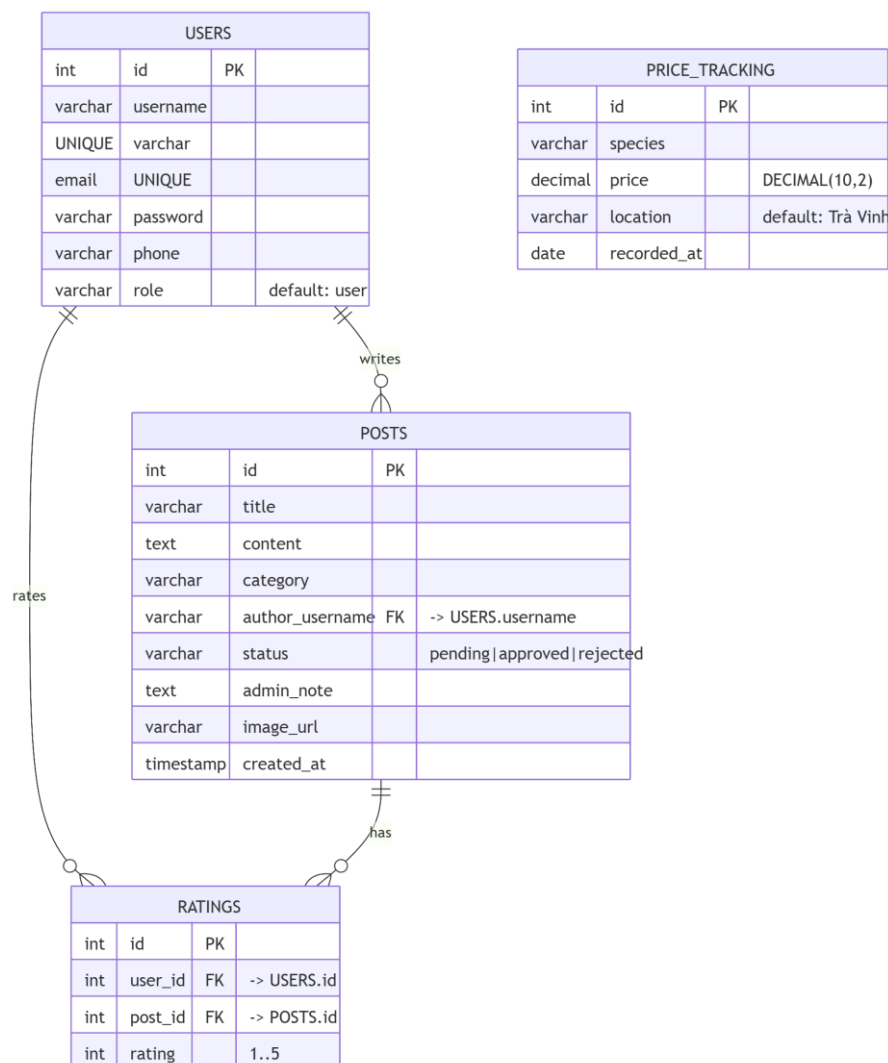 USERS
int id PK
varchar username
UNIQUE varchar
email UNIQUE
varchar password
varchar phone
varchar role default: user
PRICE_TRACKING
int id PK
varchar species
decimal price DECIMAL(10,2)
varchar location default: Trà Vinh
date recorded_at
writes
POSTS
int id PK
varchar title
text content
varchar category
varchar author_username FK -> USERS.username
varchar status pending|approved|rejected
text admin_note
varchar image_url
timestamp created_at
rates
has
RATINGS
int id PK
int user_id FK -> USERS.id
int post_id FK -> POSTS.id
int rating 1..5